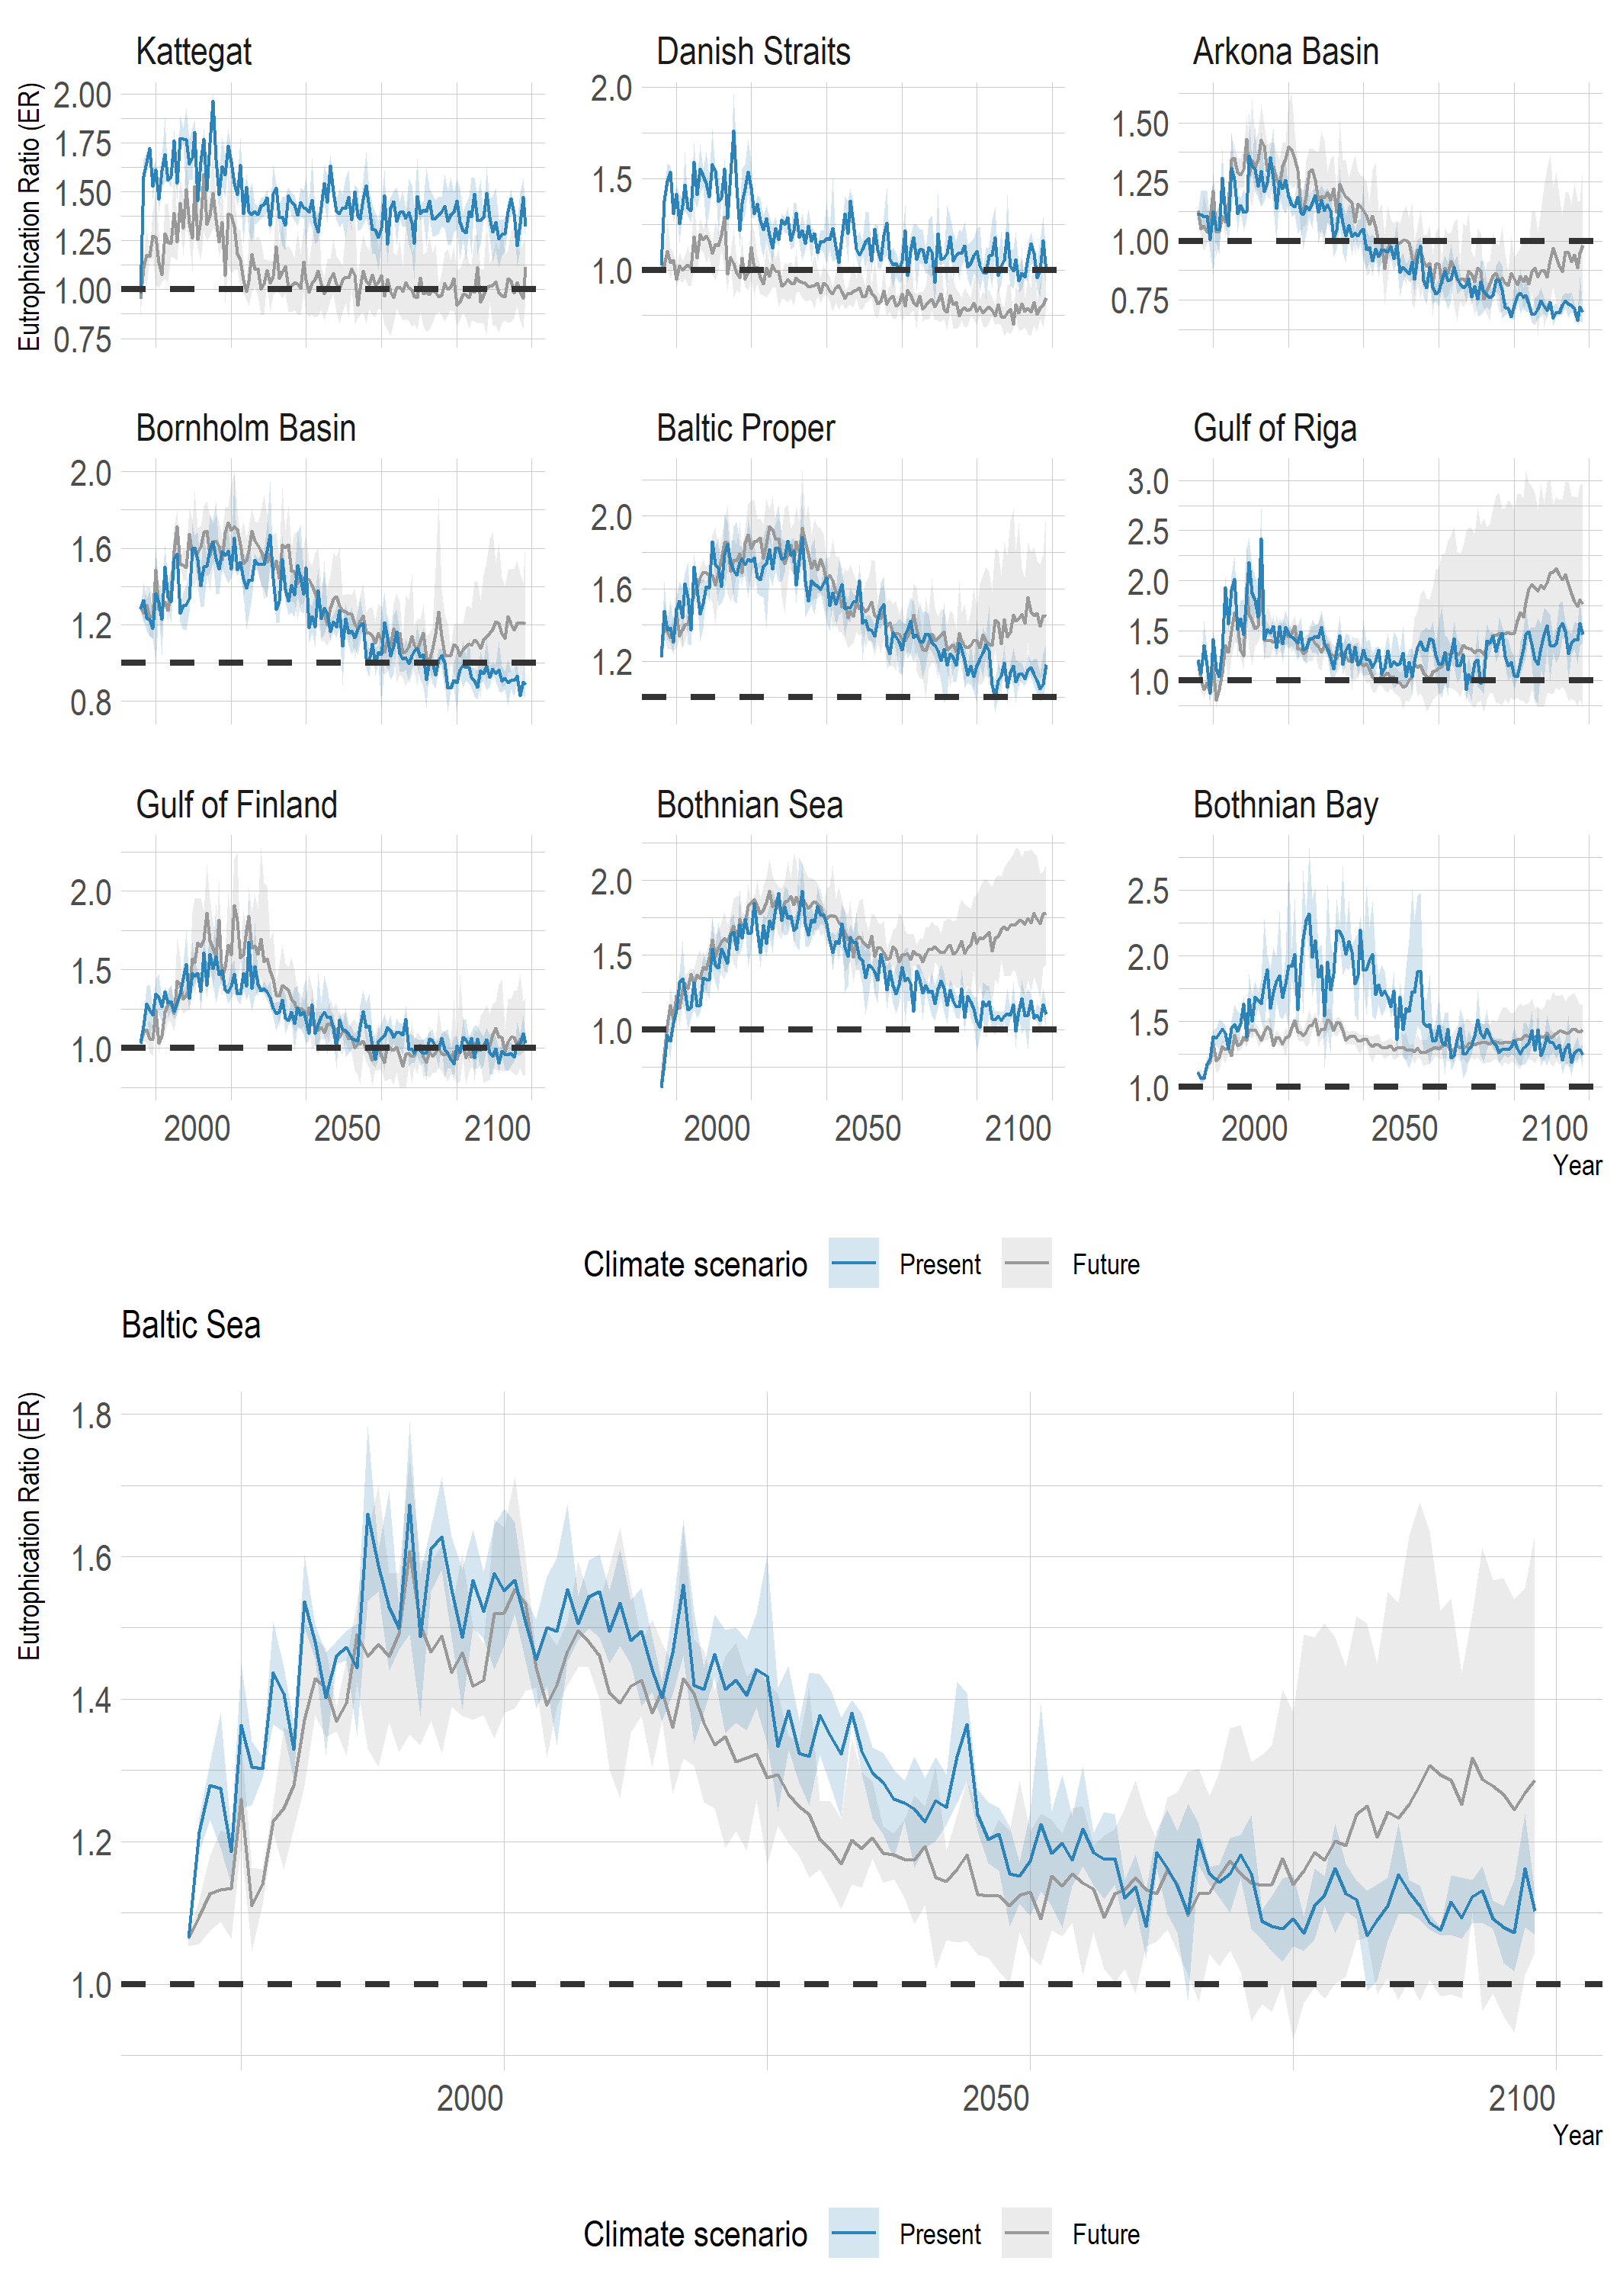 Kattegat
Danish Straits
Arkona Basin
Eutrophication Ratio (ER)
2.00
1.75
1.50
1.25
1.00
0.75
2.0
1.5
1.0
1.50
1.25
1.00
0.75
Bornholm Basin
Baltic Proper
Gulf of Riga
2.0
1.6
1.2
0.8
2.0
1.6
1.2
3.0
2.5
2.0
1.5
1.0
Gulf of Finland
Bothnian Sea
Bothnian Bay
2.0
1.5
1.0
2.0
1.5
1.0
2.5
2.0
1.5
1.0
2000 2050 2100
2000 2050 2100
2000 2050 2100
Year
Climate scenario Present Future
Baltic Sea
Eutrophication Ratio (ER)
1.8
1.6
1.4
1.2
1.0
2000 2050 2100
Year
Climate scenario Present Future